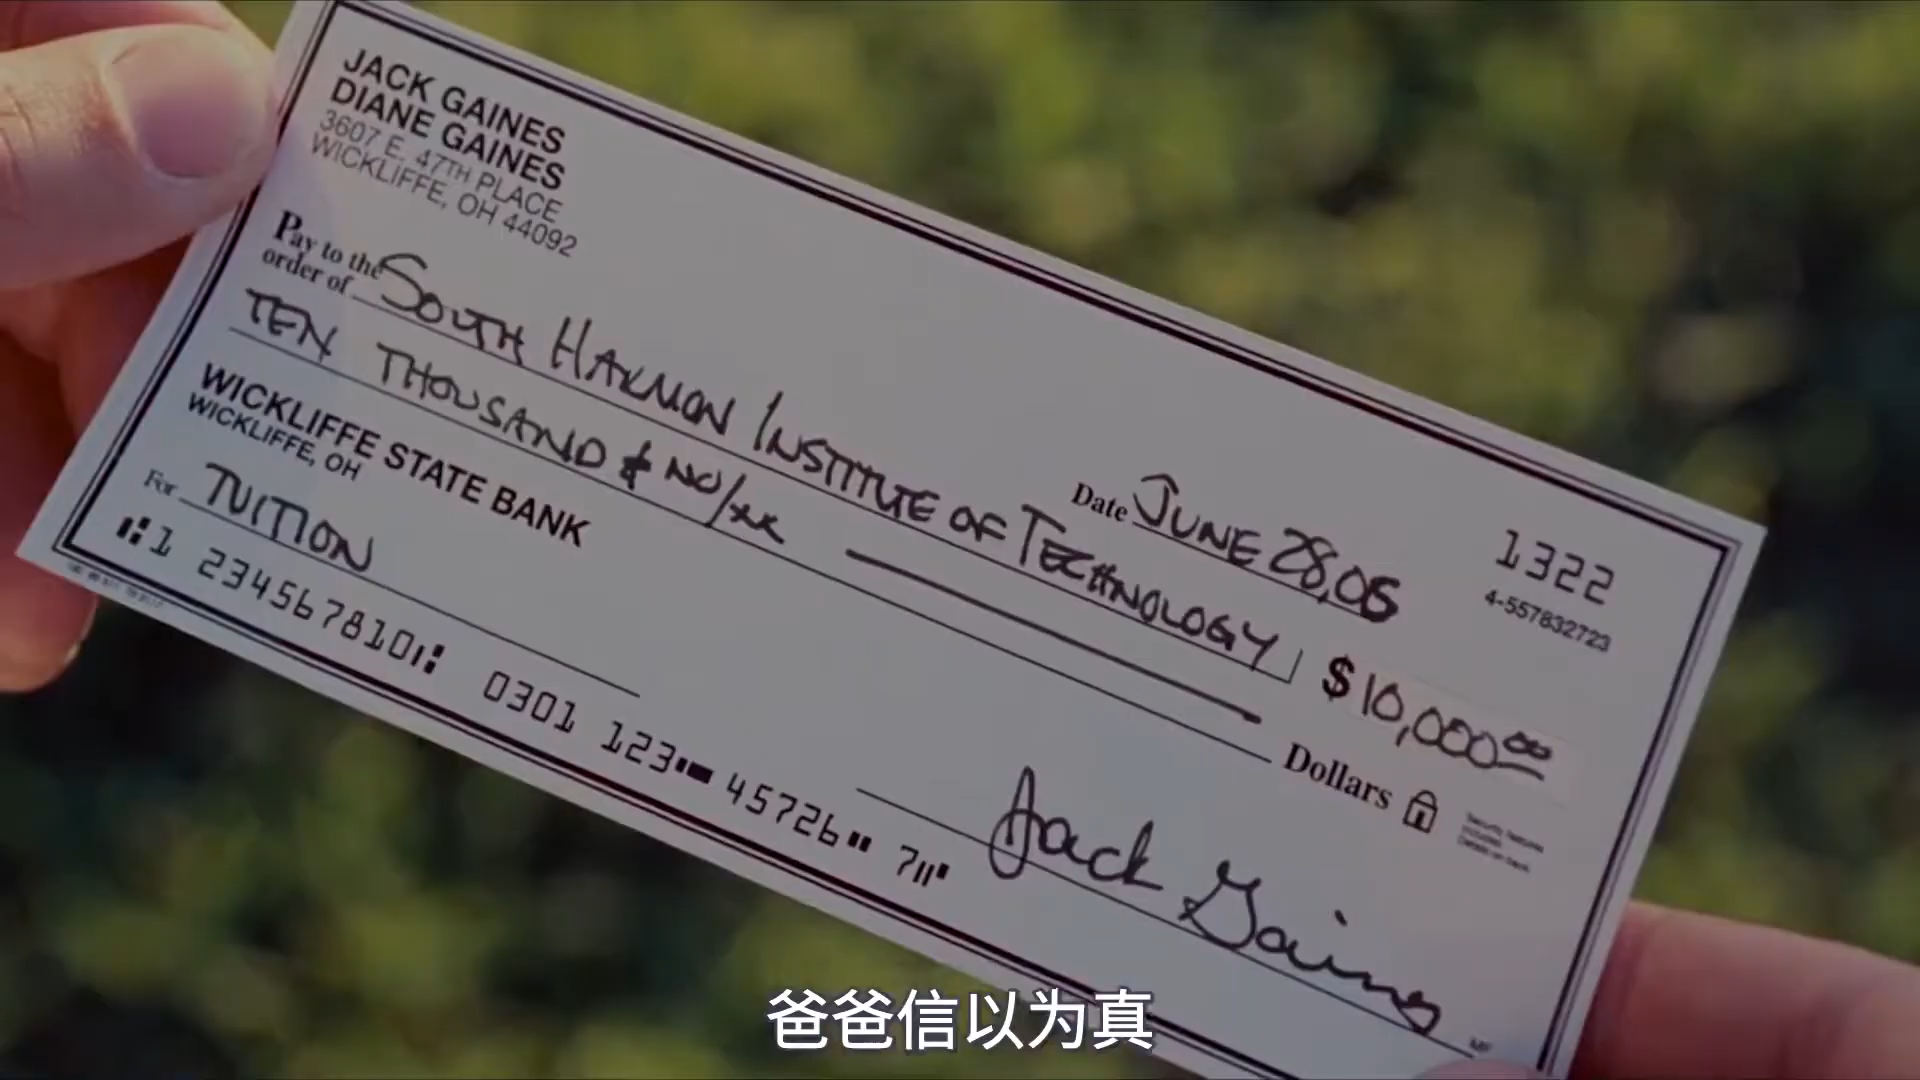 JACK GAINES
DIANE GAINES
3607 E. 47TH PLACE
WICKLIFFE, OH 44092
1322
4-557832723
Date JUNE 28,05
Pay to the
order of SOUTH HARMON INSTITUTE OF TECHNOLOGY $10,000.00
TEN THOUSAND & NO/xx Dollars
WICKLIFFE STATE BANK
WICKLIFFE, OH
For TUITION
Jack Gaines
1 234567810 0301 123 45726 7
爸爸信以为真